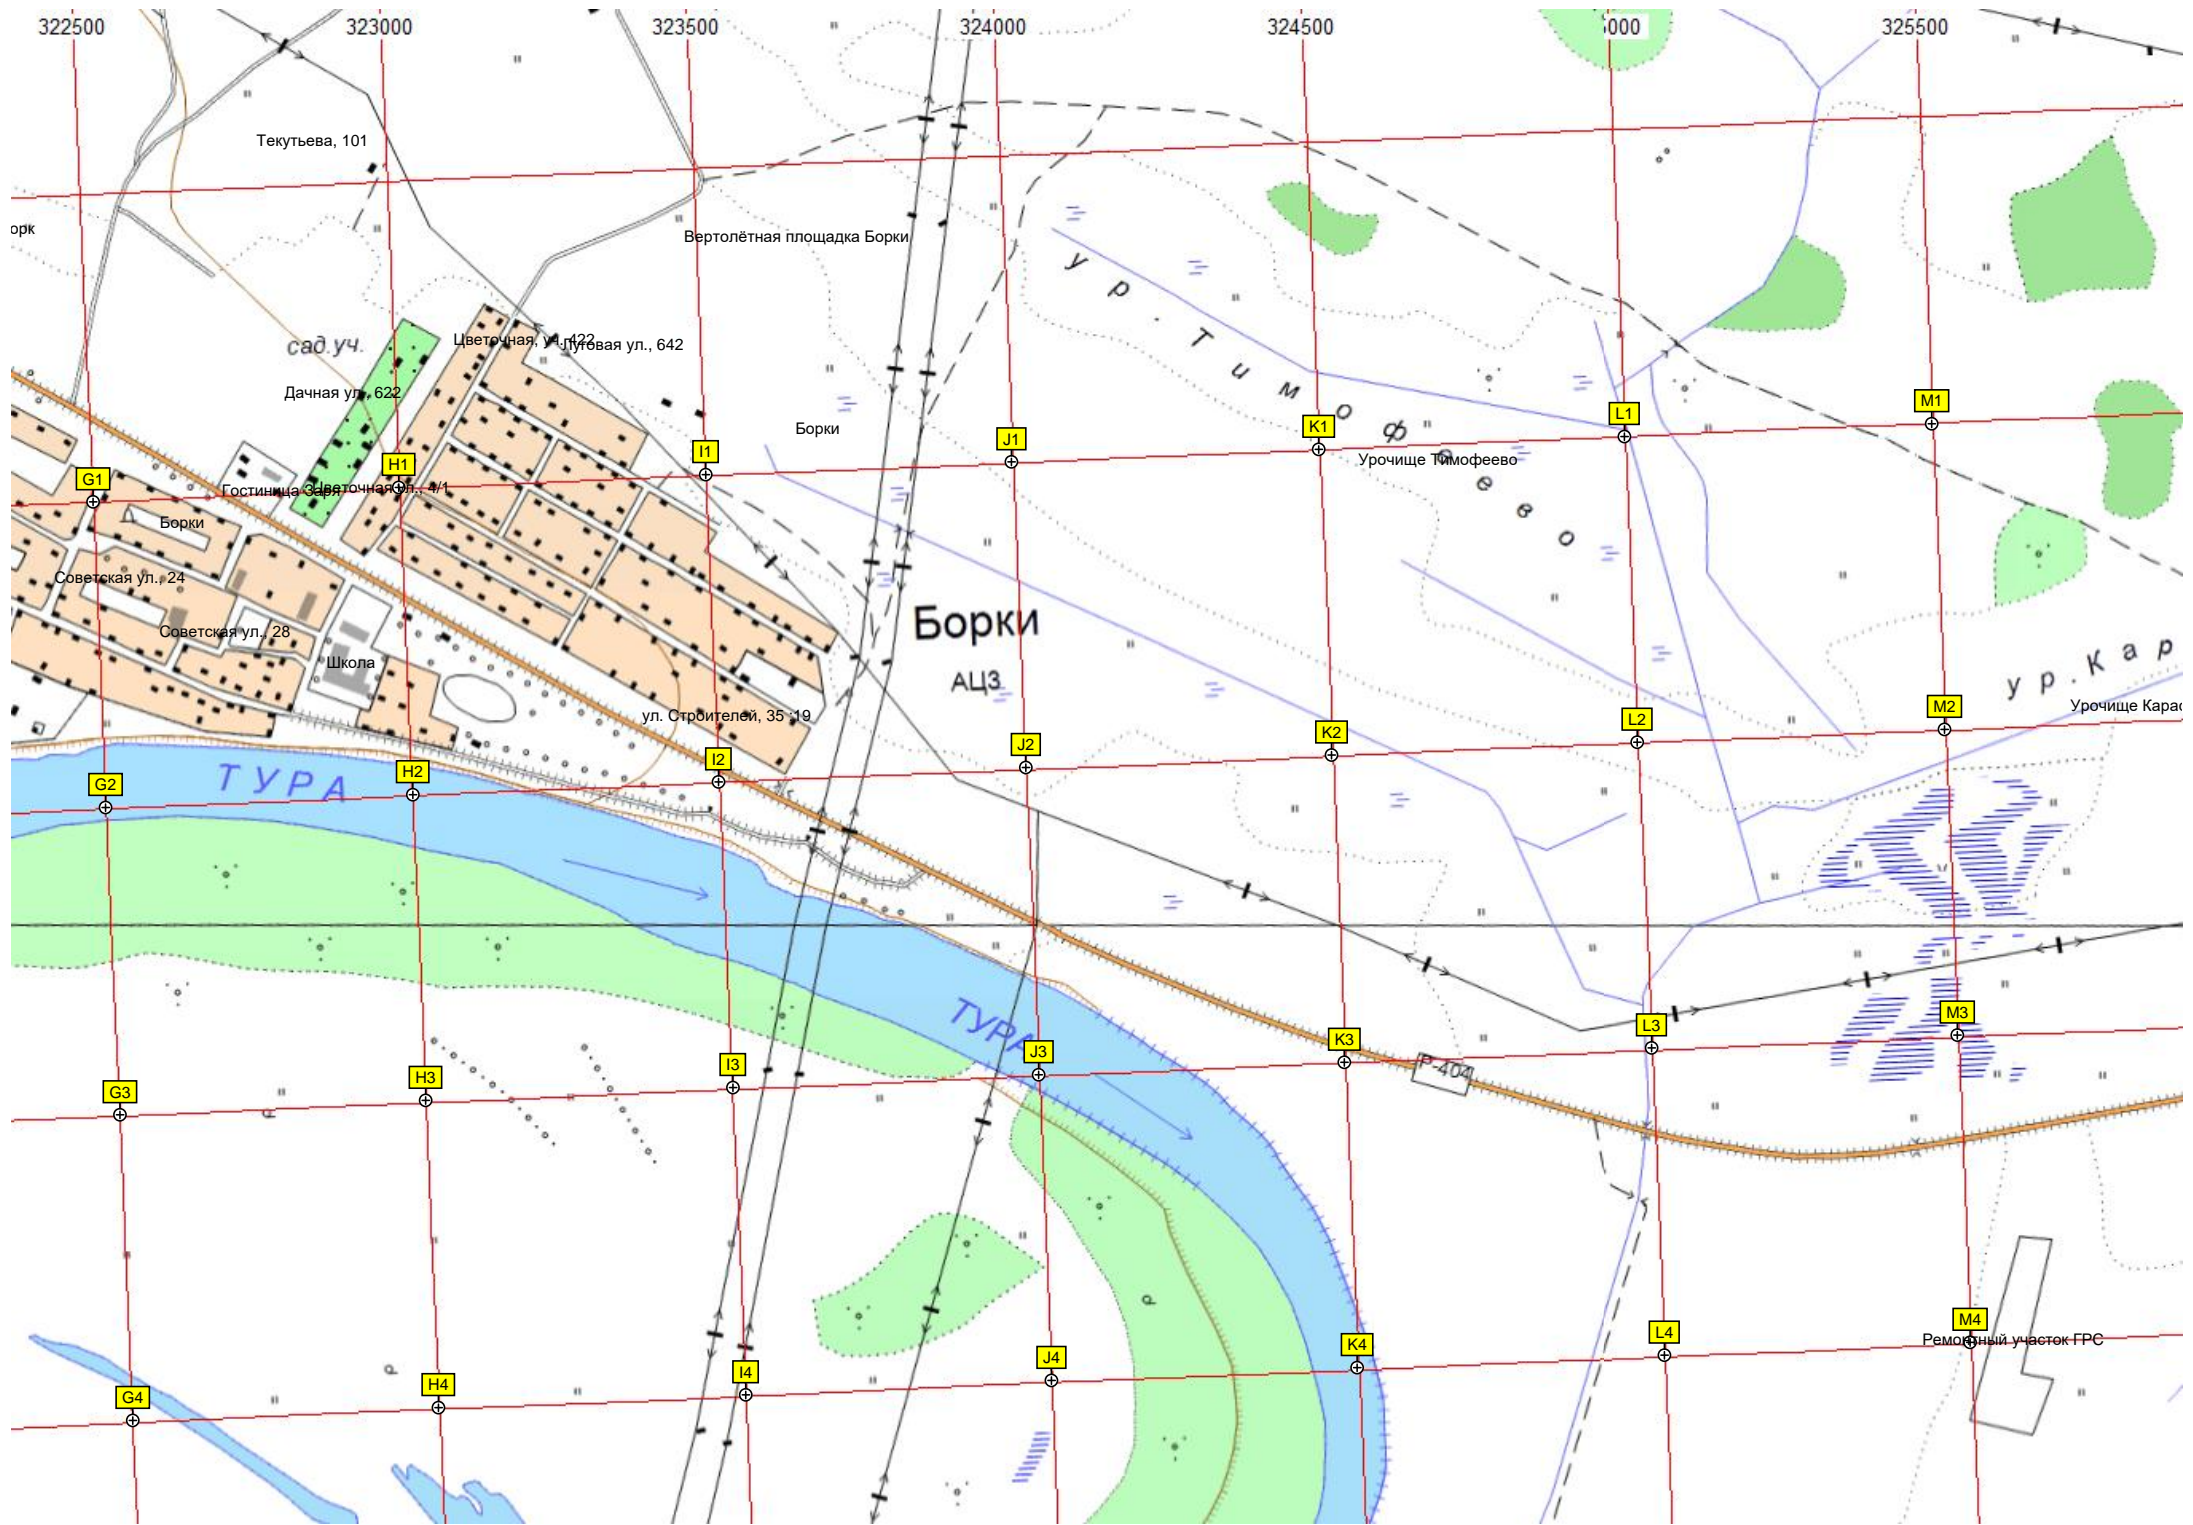 322500 323000 323500 324000 324500 5000 325500
Текутьева, 101
орк
Вертолётная площадка Борки
ур. Тимофеево
сад.уч.
Цветочная, уч. 422
Луговая ул., 642
Дачная ул., 622
Борки
M1
L1
K1
J1
I1
H1
G1
Урочище Тимофеево
Гостиница Заря
Цветочная ул., 4/1
Борки
Советская ул., 24
Советская ул., 28
Школа
Борки
АЦЗ
ур. Кар
Урочище Карас
ул. Строителей, 35 :19
M2
L2
K2
J2
I2
H2
G2
ТУРА
ТУРА
M3
L3
K3
J3
I3
H3
G3
Р-404
M4
L4
K4
J4
I4
H4
G4
Ремонтный участок ГРС